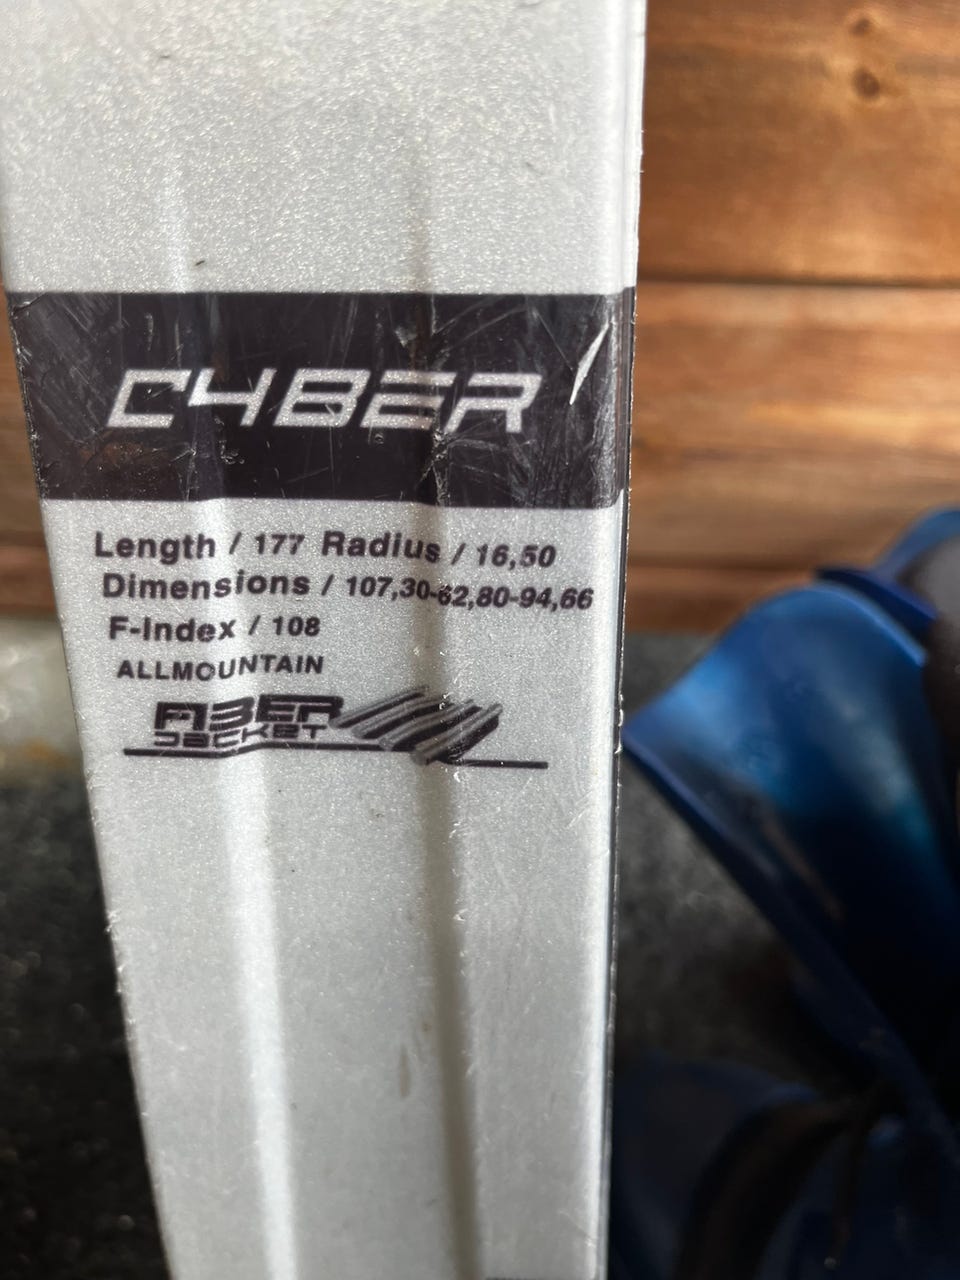 CYBER
Length / 177 Radius / 16,50
Dimensions / 107,30-62,80-94,66
F-Index / 108
ALLMOUNTAIN
FIBER
JACKET